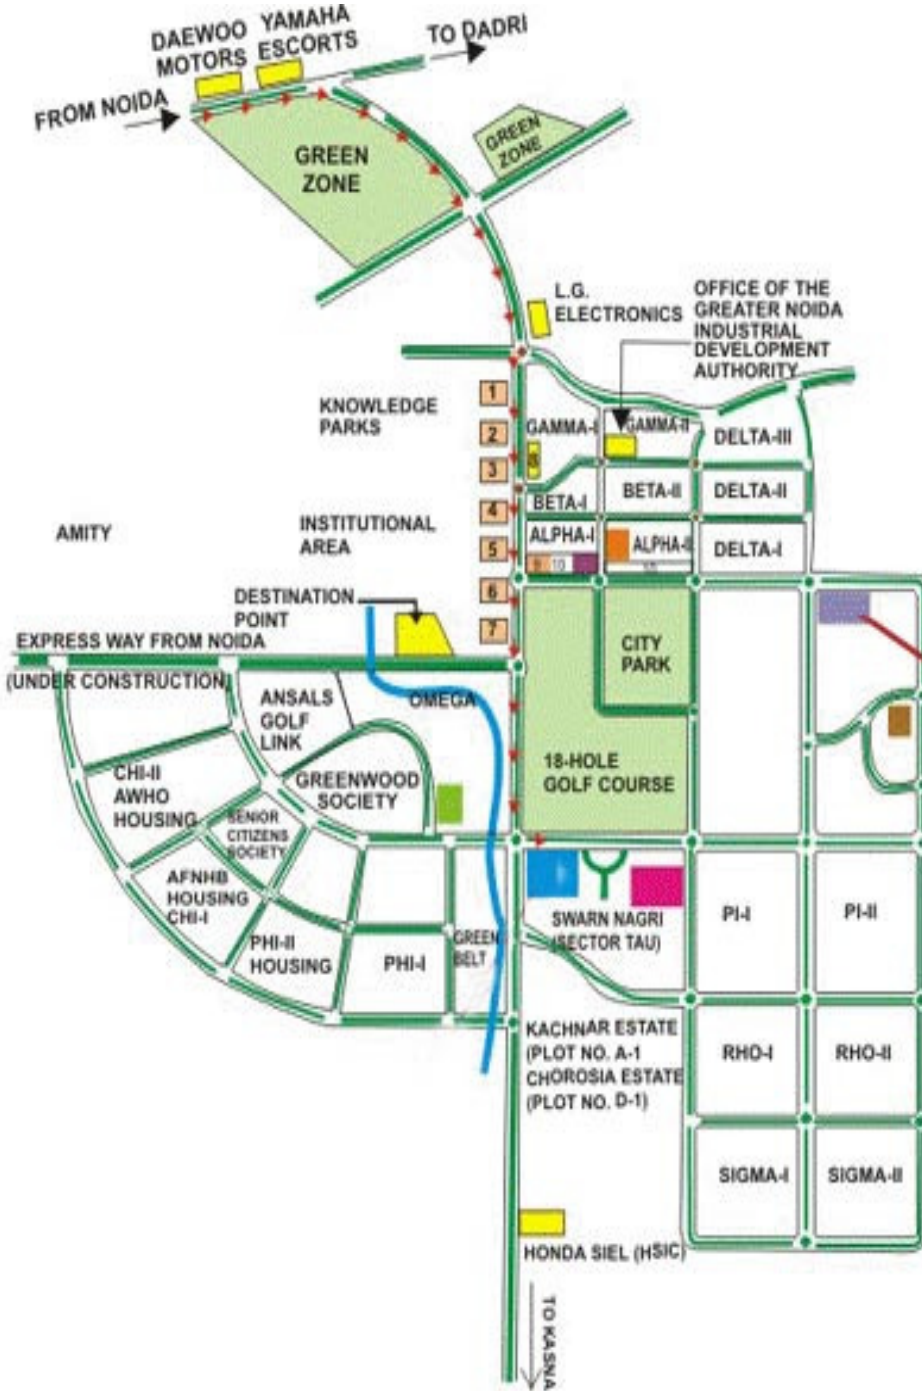 DAEWOO
MOTORS
YAMAHA
ESCORTS
TO DADRI
FROM NOIDA
GREEN
ZONE
GREEN
ZONE
L.G.
ELECTRONICS
OFFICE OF THE
GREATER NOIDA
INDUSTRIAL
DEVELOPMENT
AUTHORITY
KNOWLEDGE
PARKS
1
2
3
4
5
6
7
GAMMA-I
GAMMA-II
DELTA-III
BETA-I
BETA-II
DELTA-II
ALPHA-I
ALPHA-II
DELTA-I
10
AMITY
INSTITUTIONAL
AREA
DESTINATION
POINT
EXPRESS WAY FROM NOIDA
(UNDER CONSTRUCTION)
CITY
PARK
ANSALS
GOLF
LINK
OMEGA
18-HOLE
GOLF COURSE
CHI-II
AWHO
HOUSING
GREENWOOD
SOCIETY
SENIOR
CITIZENS
SOCIETY
AFNHB
HOUSING
CHI-I
PHI-II
HOUSING
PHI-I
GREEN
BELT
SWARN NAGRI
(SECTOR TAU)
PI-I
PI-II
KACHNAR ESTATE
(PLOT NO. A-1
CHOROSIA ESTATE
(PLOT NO. D-1)
RHO-I
RHO-II
SIGMA-I
SIGMA-II
HONDA SIEL (HSIC)
TO KASNA